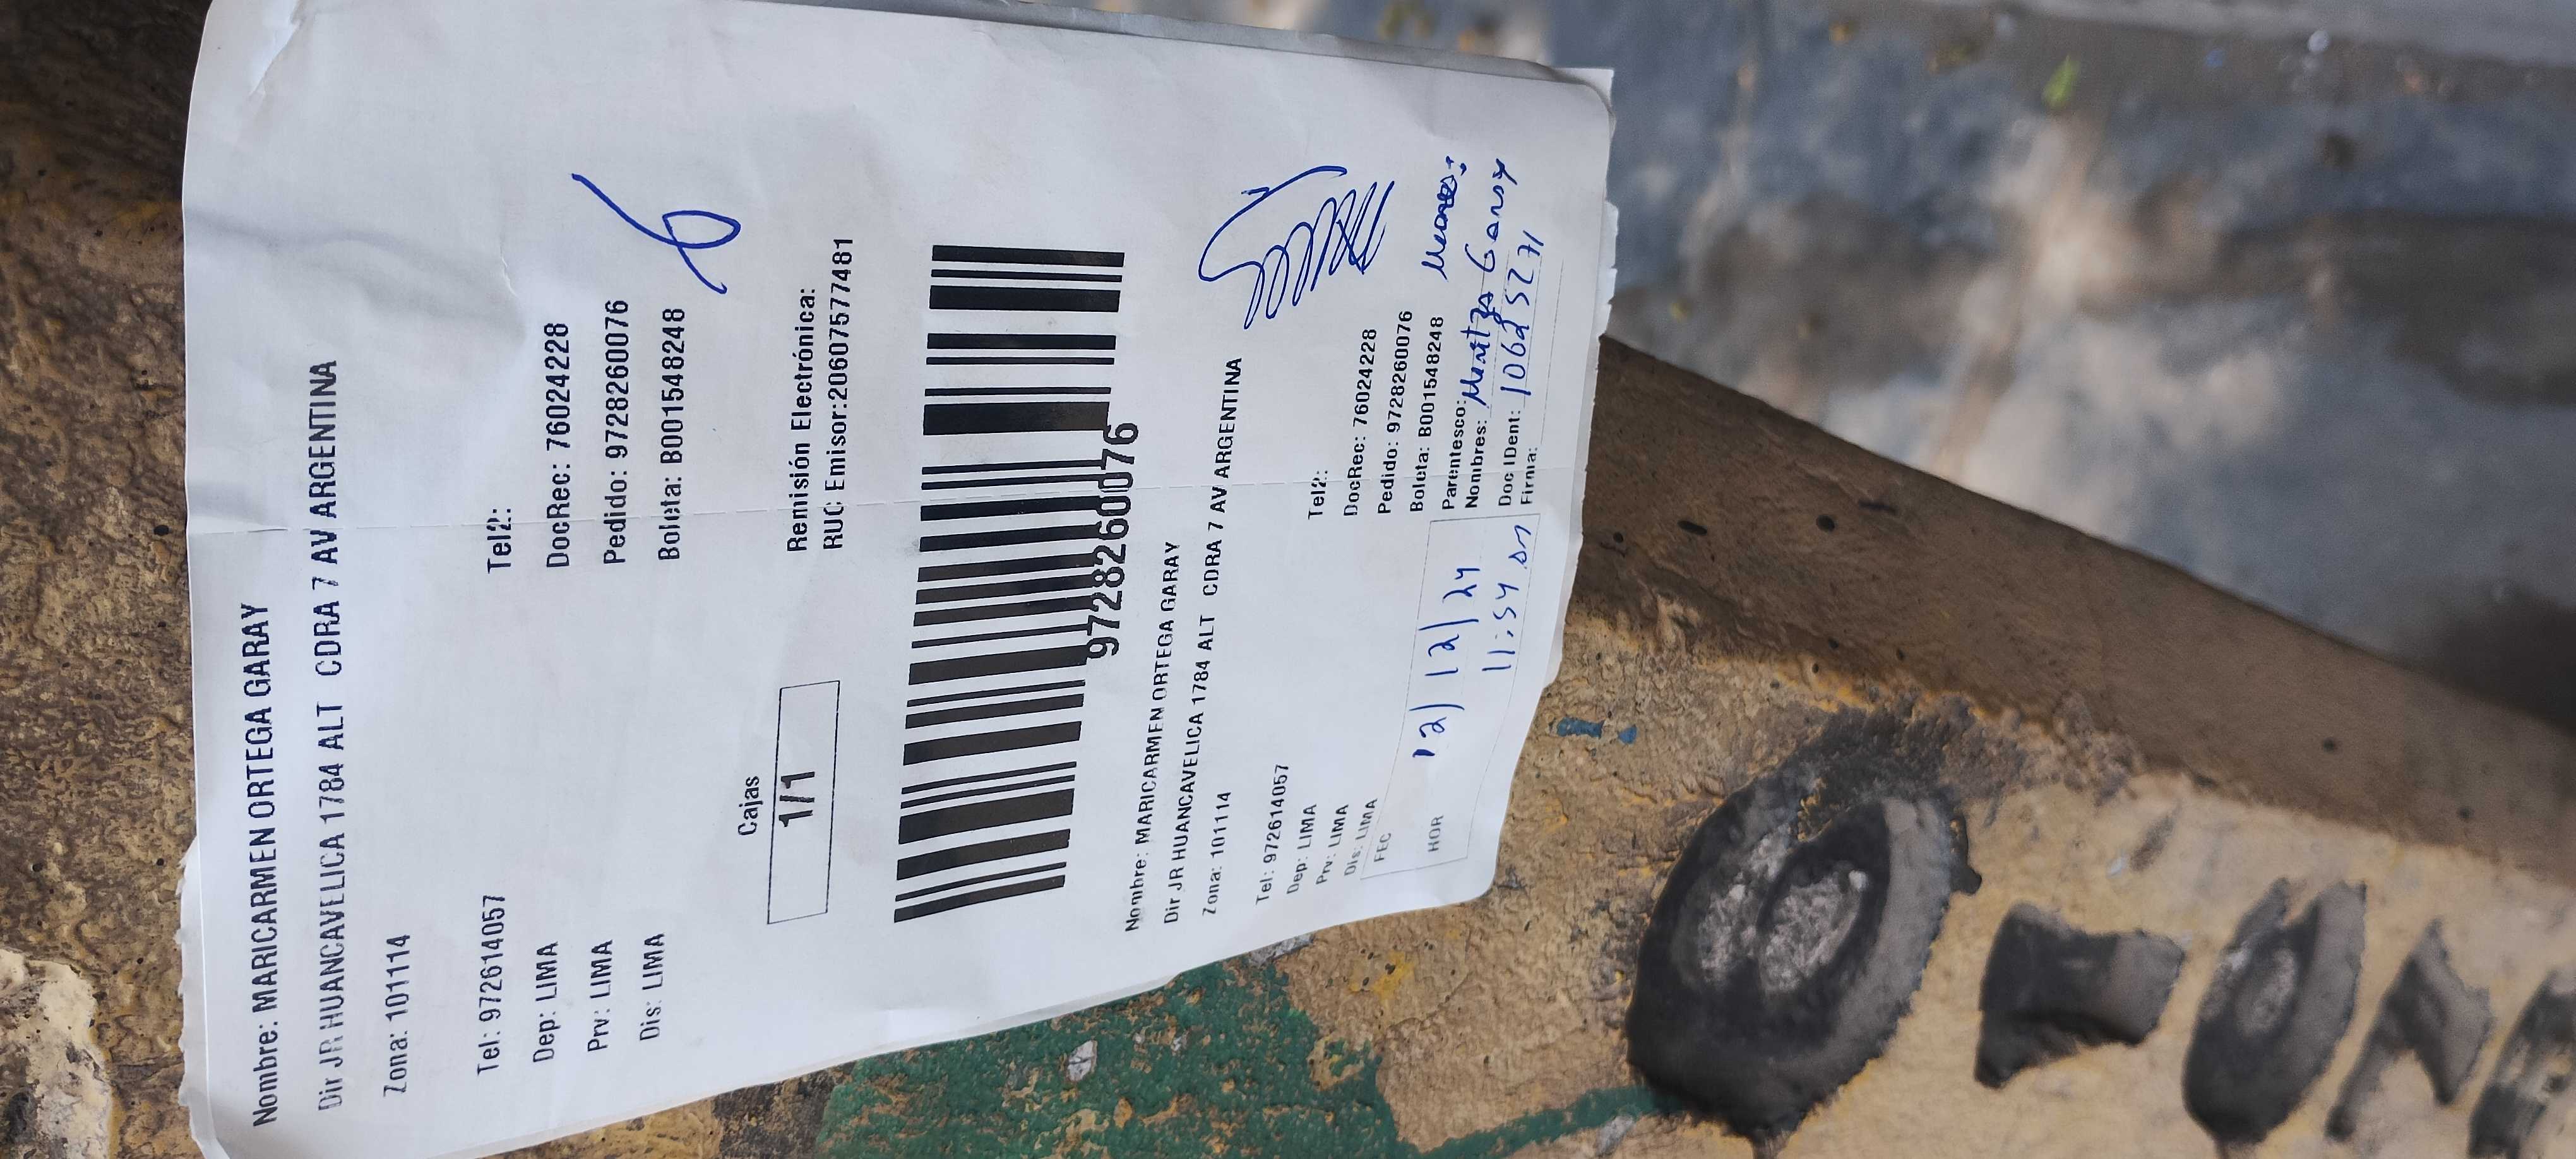 Nombre: MARICARMEN ORTEGA GARAY
Dir JR HUANCAVELICA 1784 ALT CDRA 7 AV ARGENTINA
Zona: 101114
Tel: 972614057 Tel2:
Dep: LIMA DocRec: 76024228
Prv: LIMA Pedido: 97282600076
Dis: LIMA Boleta: B001548248
Cajas
1/1
Remisión Electrónica:
RUC Emisor:20607577481
97282600076
Nombre: MARICARMEN ORTEGA GARAY
Dir JR HUANCAVELICA 1784 ALT CDRA 7 AV ARGENTINA
Zona: 101114
Tel: 972614057 Tel2:
Dep: LIMA DocRec: 76024228
Prv: LIMA Pedido: 97282600076
Dis: LIMA Boleta: B001548248
FEC 12/12/24 Parentesco:
Nombres: Garay
HOR 11:54 Doc IDent:
Firma: